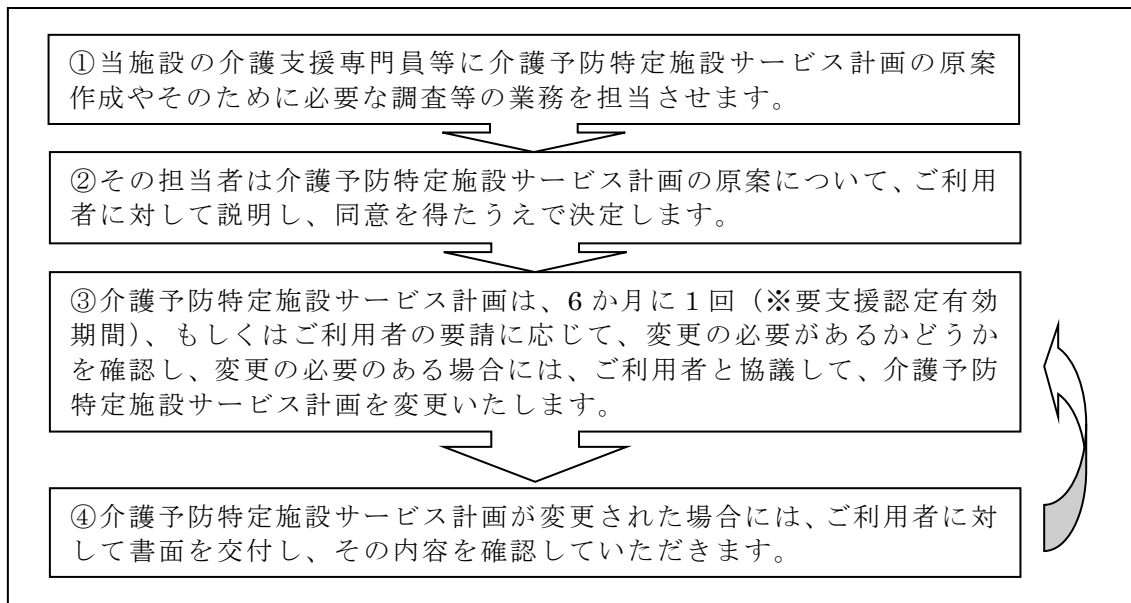 ①当施設の介護支援専門員等に介護予防特定施設サービス計画の原案
作成やそのために必要な調査等の業務を担当させます。
②その担当者は介護予防特定施設サービス計画の原案について、ご利用
者に対して説明し、同意を得たうえで決定します。
③介護予防特定施設サービス計画は、6 か月に 1 回（※要支援認定有効
期間）、もしくはご利用者の要請に応じて、変更の必要があるかどうか
を確認し、変更の必要のある場合には、ご利用者と協議して、介護予防
特定施設サービス計画を変更いたします。
④介護予防特定施設サービス計画が変更された場合には、ご利用者に対
して書面を交付し、その内容を確認していただきます。